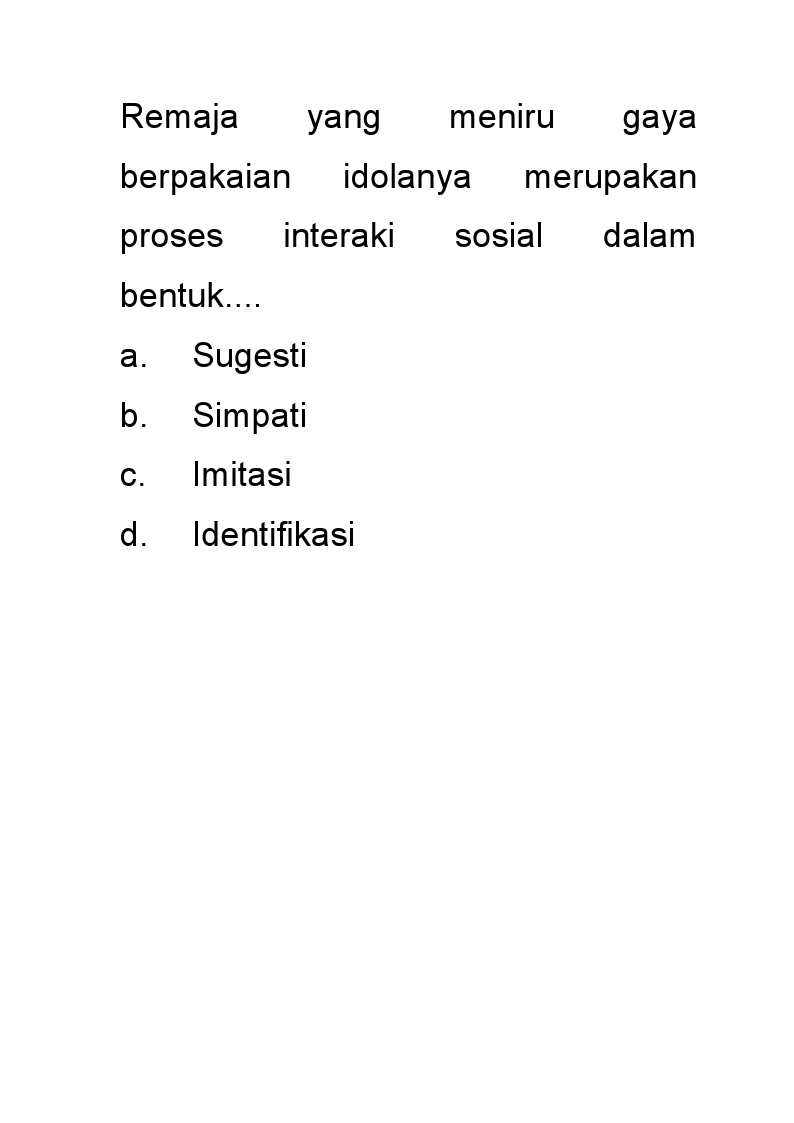 Remaja yang meniru gaya
berpakaian idolanya merupakan
proses interaki sosial dalam
bentuk....
a. Sugesti
b. Simpati
c. Imitasi
d. Identifikasi